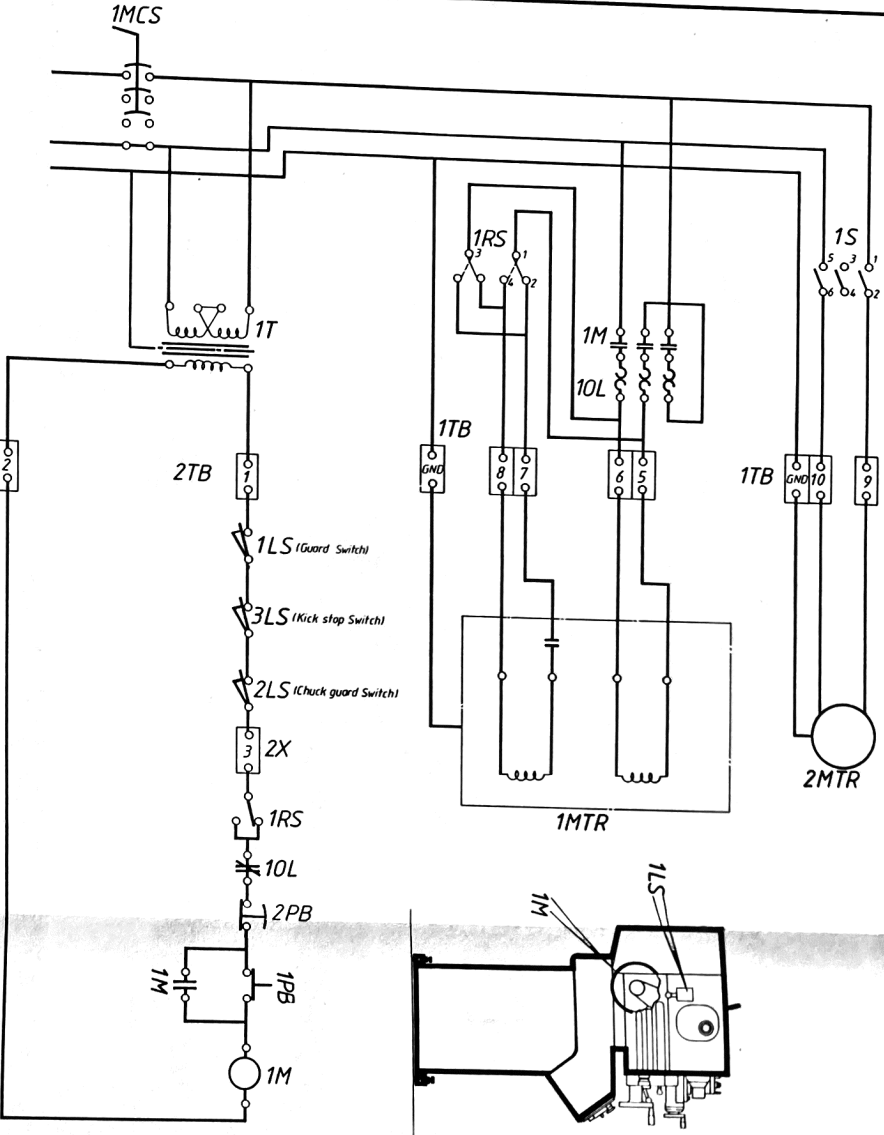 1MCS
1RS
3
1
4
2
1S
5
3
1
6
4
2
1T
1M
1OL
1TB
GND
8
7
6
5
1TB
GND
10
9
2
2TB
1
1LS (Guard Switch)
3LS (Kick stop Switch)
2LS (Chuck guard Switch)
3
2X
1RS
1OL
2PB
1M
1PB
1M
1MTR
2MTR
1M
1LS